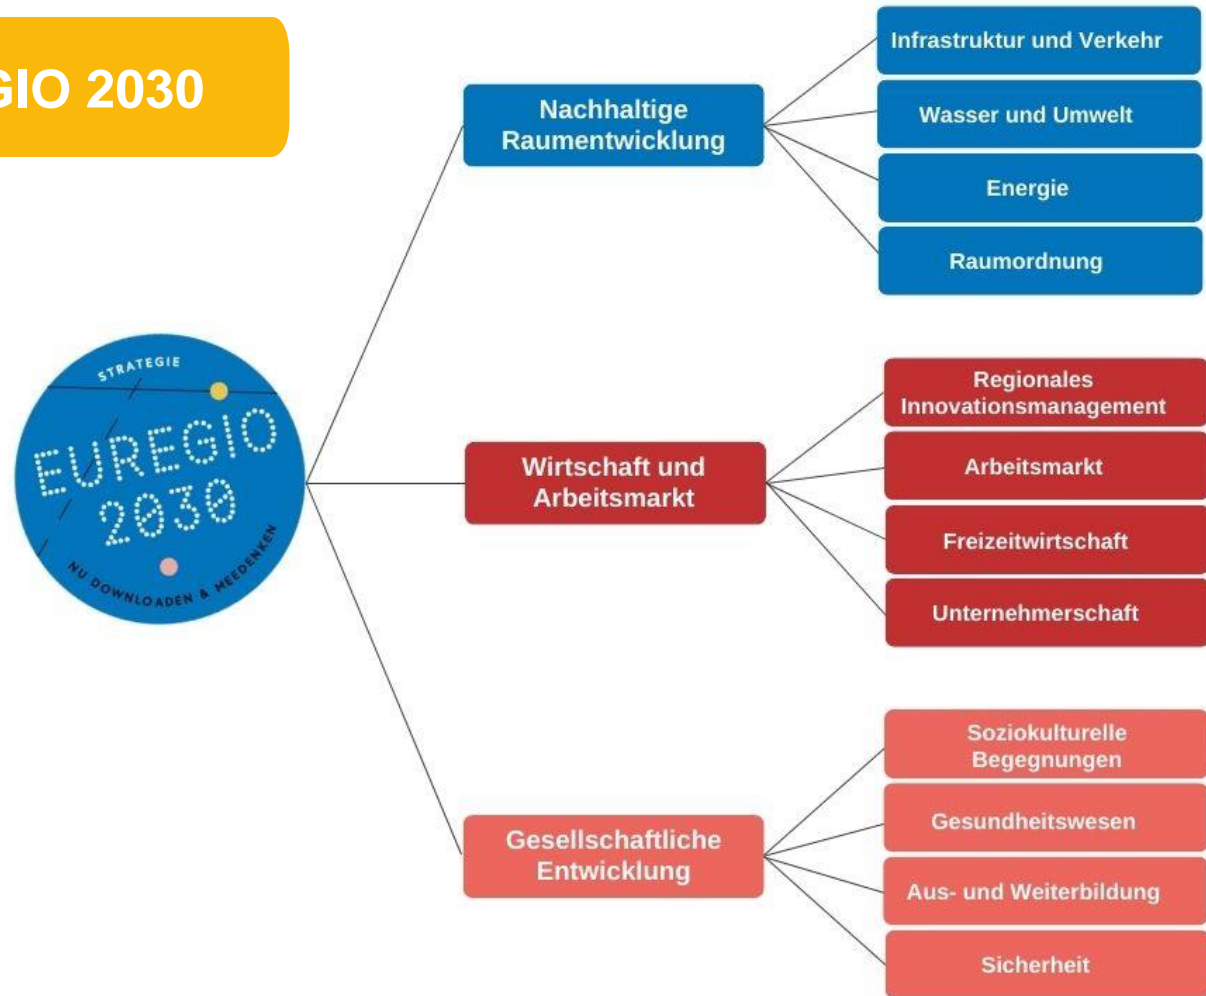 GIO 2030
STRATEGIE
EUREGIO
2030
NU DOWNLOADEN & MEEDENKEN
Nachhaltige
Raumentwicklung
Infrastruktur und Verkehr
Wasser und Umwelt
Energie
Raumordnung
Wirtschaft und
Arbeitsmarkt
Regionales
Innovationsmanagement
Arbeitsmarkt
Freizeitwirtschaft
Unternehmerschaft
Gesellschaftliche
Entwicklung
Soziokulturelle
Begegnungen
Gesundheitswesen
Aus- und Weiterbildung
Sicherheit